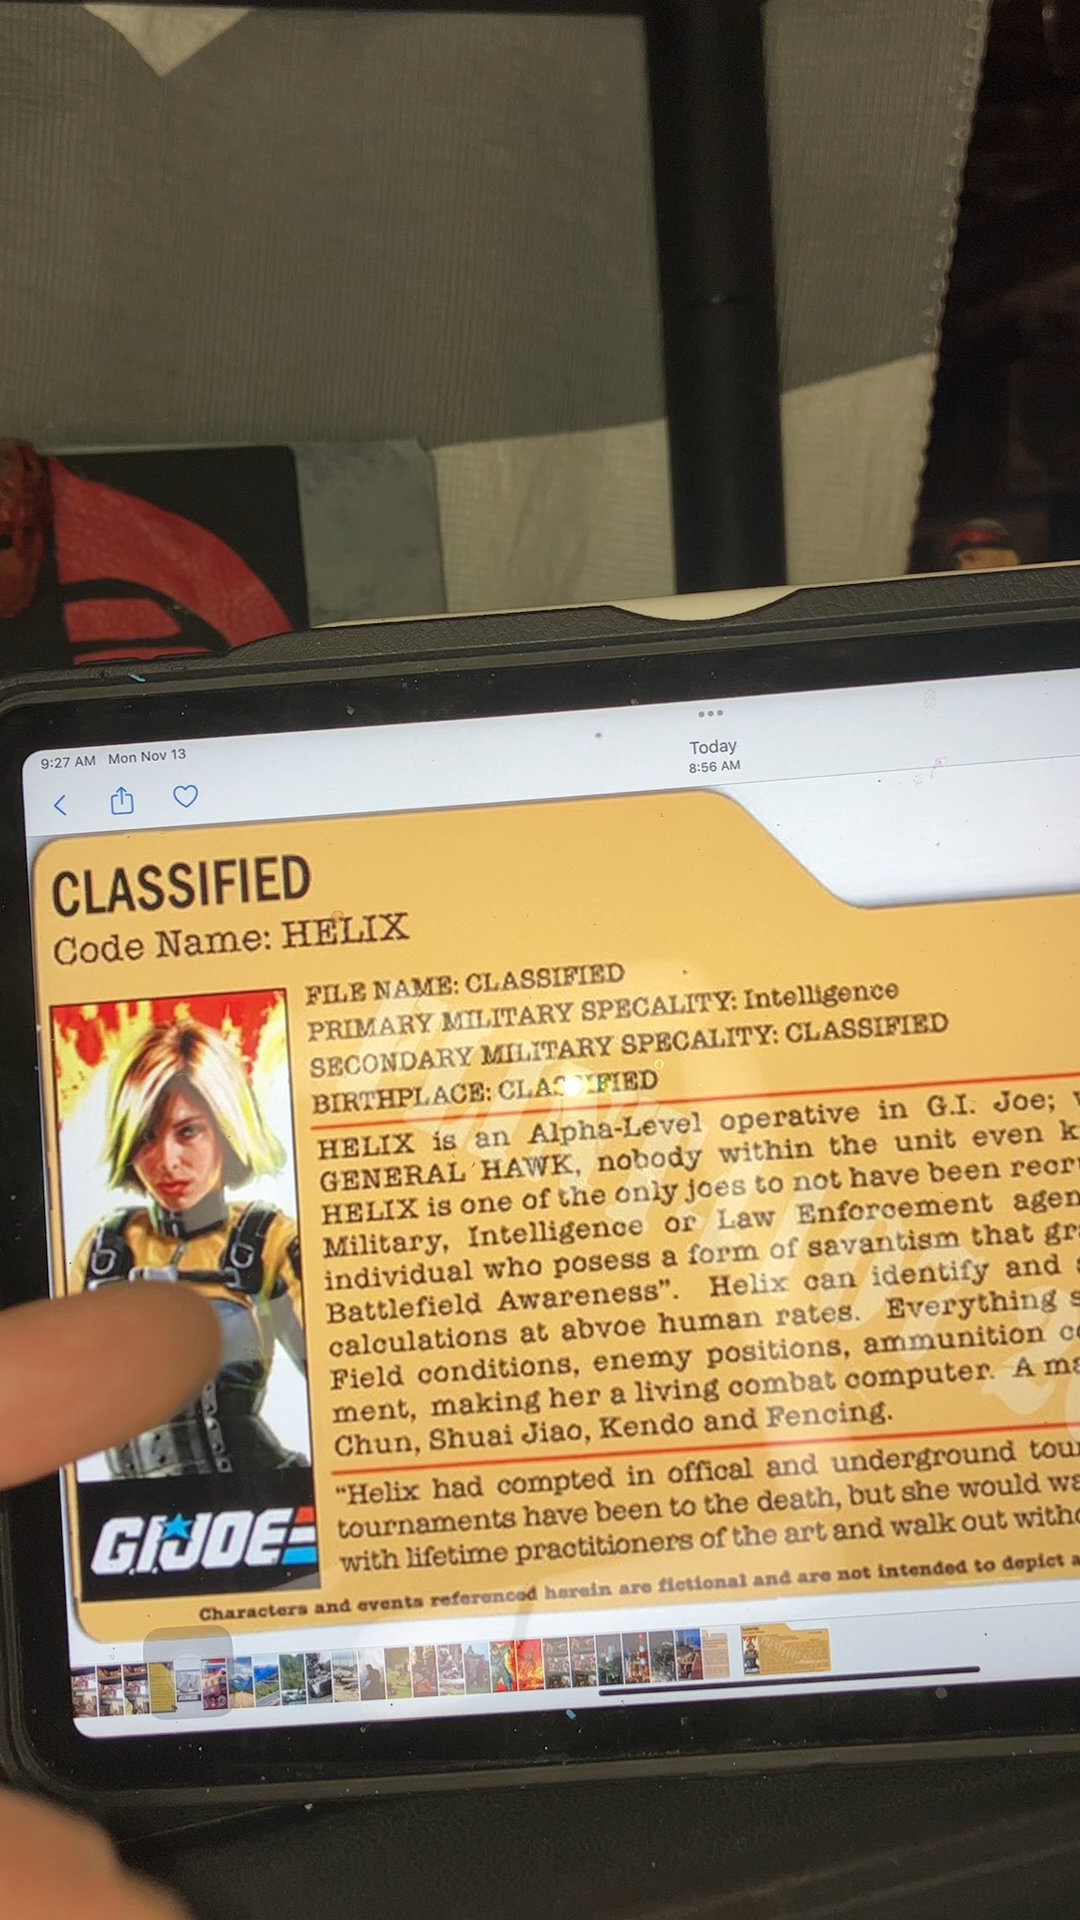 9:27 AM Mon Nov 13
Today
8:56 AM
CLASSIFIED
Code Name: HELIX
FILE NAME: CLASSIFIED
PRIMARY MILITARY SPECALITY: Intelligence
SECONDARY MILITARY SPECALITY: CLASSIFIED
BIRTHPLACE: CLASSIFIED
HELIX is an Alpha-Level operative in G.I. Joe;
GENERAL HAWK, nobody within the unit even
HELIX is one of the only joes to not have been
Military, Intelligence or Law Enforcement
individual who posess a form of savantism that
Battlefield Awareness”. Helix can identify and
calculations at abvoe human rates. Everything
Field conditions, enemy positions, ammunition
ment, making her a living combat computer. A
Chun, Shuai Jiao, Kendo and Fencing.
“Helix had compted in offical and underground
tournaments have been to the death, but she would
with lifetime practitioners of the art and walk out
Characters and events referenced herein are fictional and are not intended to depict
G.I.JOE